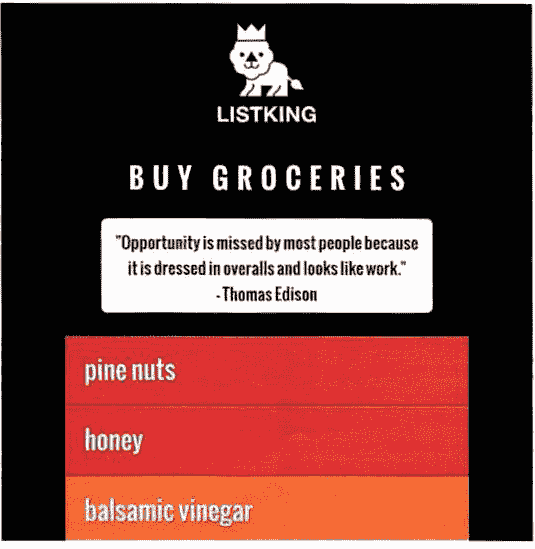 LISTKING
BUY GROCERIES
"Opportunity is missed by most people because
it is dressed in overalls and looks like work."
- Thomas Edison
pine nuts
honey
balsamic vinegar